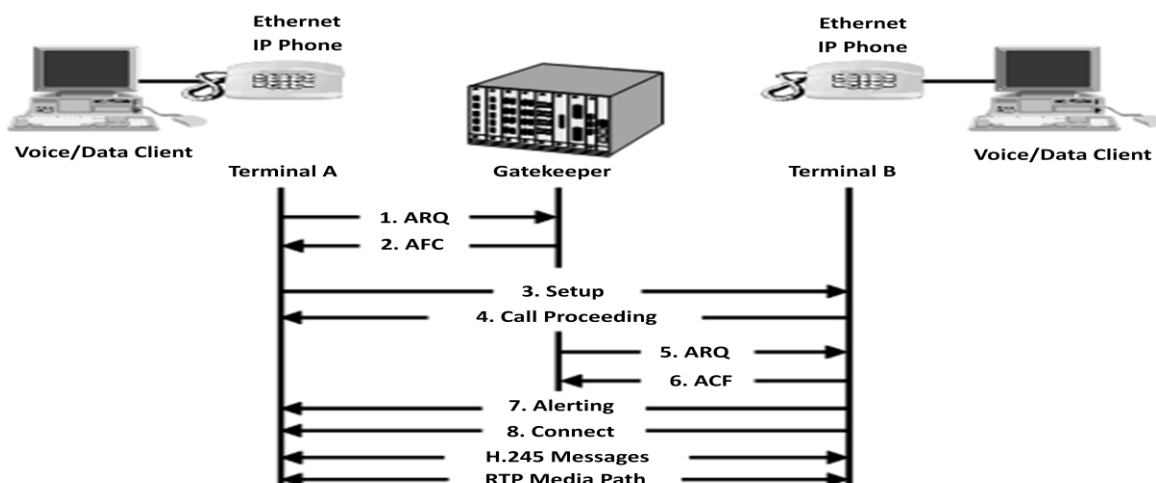 Ethernet
IP Phone
Ethernet
IP Phone
Voice/Data Client
Voice/Data Client
Terminal A
Gatekeeper
Terminal B
1. ARQ
2. AFC
3. Setup
4. Call Proceeding
5. ARQ
6. ACF
7. Alerting
8. Connect
H.245 Messages
RTP Media Path